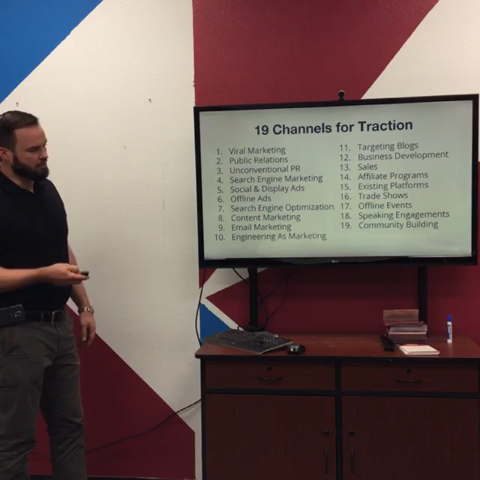 19 Channels for Traction
1. Viral Marketing
2. Public Relations
3. Unconventional PR
4. Search Engine Marketing
5. Social & Display Ads
6. Offline Ads
7. Search Engine Optimization
8. Content Marketing
9. Email Marketing
10. Engineering As Marketing
11. Targeting Blogs
12. Business Development
13. Sales
14. Affiliate Programs
15. Existing Platforms
16. Trade Shows
17. Offline Events
18. Speaking Engagements
19. Community Building